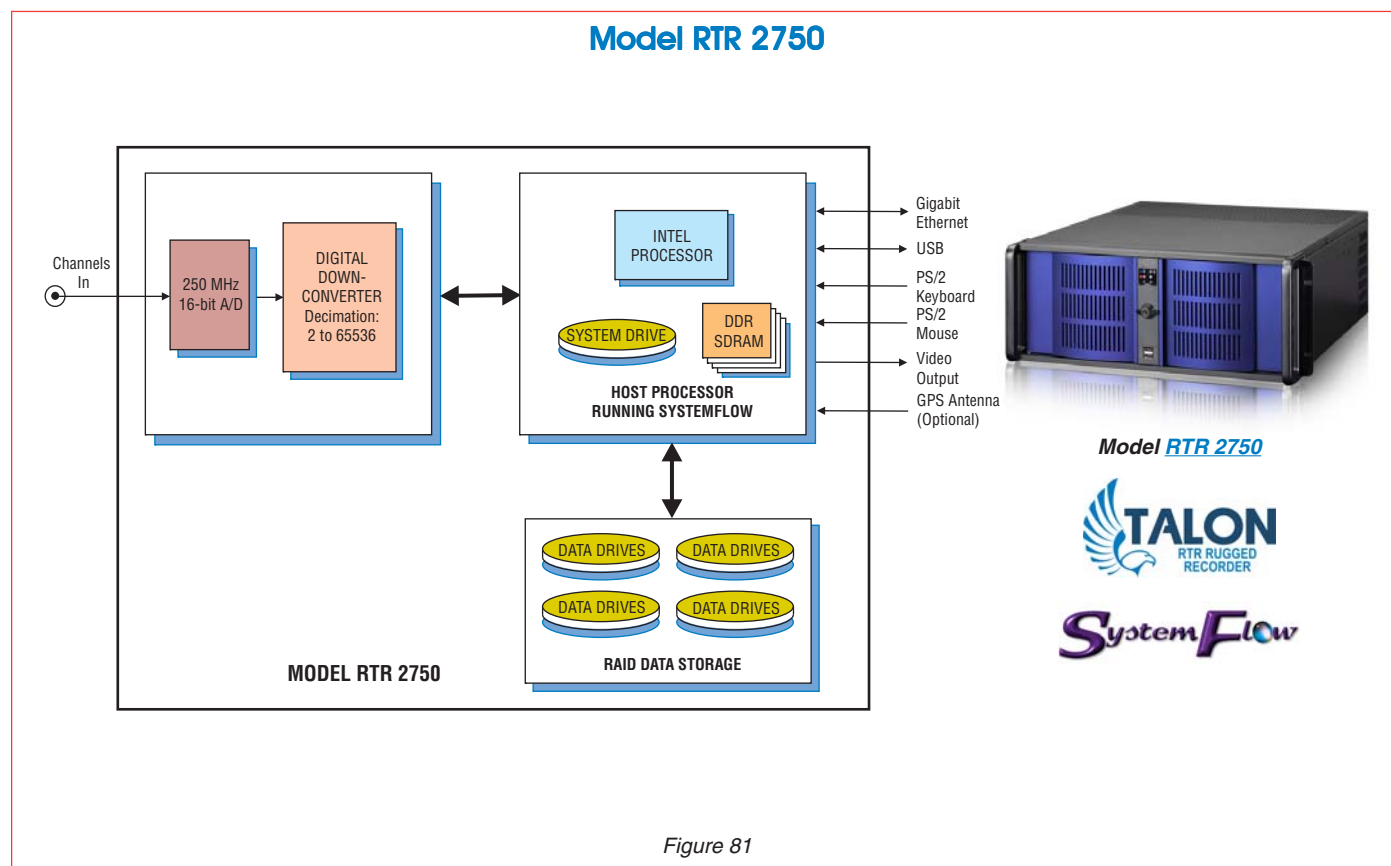 Model RTR 2750
Channels
In
250 MHz
16-bit A/D
DIGITAL
DOWN-
CONVERTER
Decimation:
2 to 65536
INTEL
PROCESSOR
SYSTEM DRIVE
DDR
SDRAM
HOST PROCESSOR
RUNNING SYSTEMFLOW
Gigabit
Ethernet
USB
PS/2
Keyboard
PS/2
Mouse
Video
Output
GPS Antenna
(Optional)
DATA DRIVES
DATA DRIVES
DATA DRIVES
DATA DRIVES
RAID DATA STORAGE
MODEL RTR 2750
Model RTR 2750
TALON
RTR RUGGED
RECORDER
SystemFlow
Figure 81